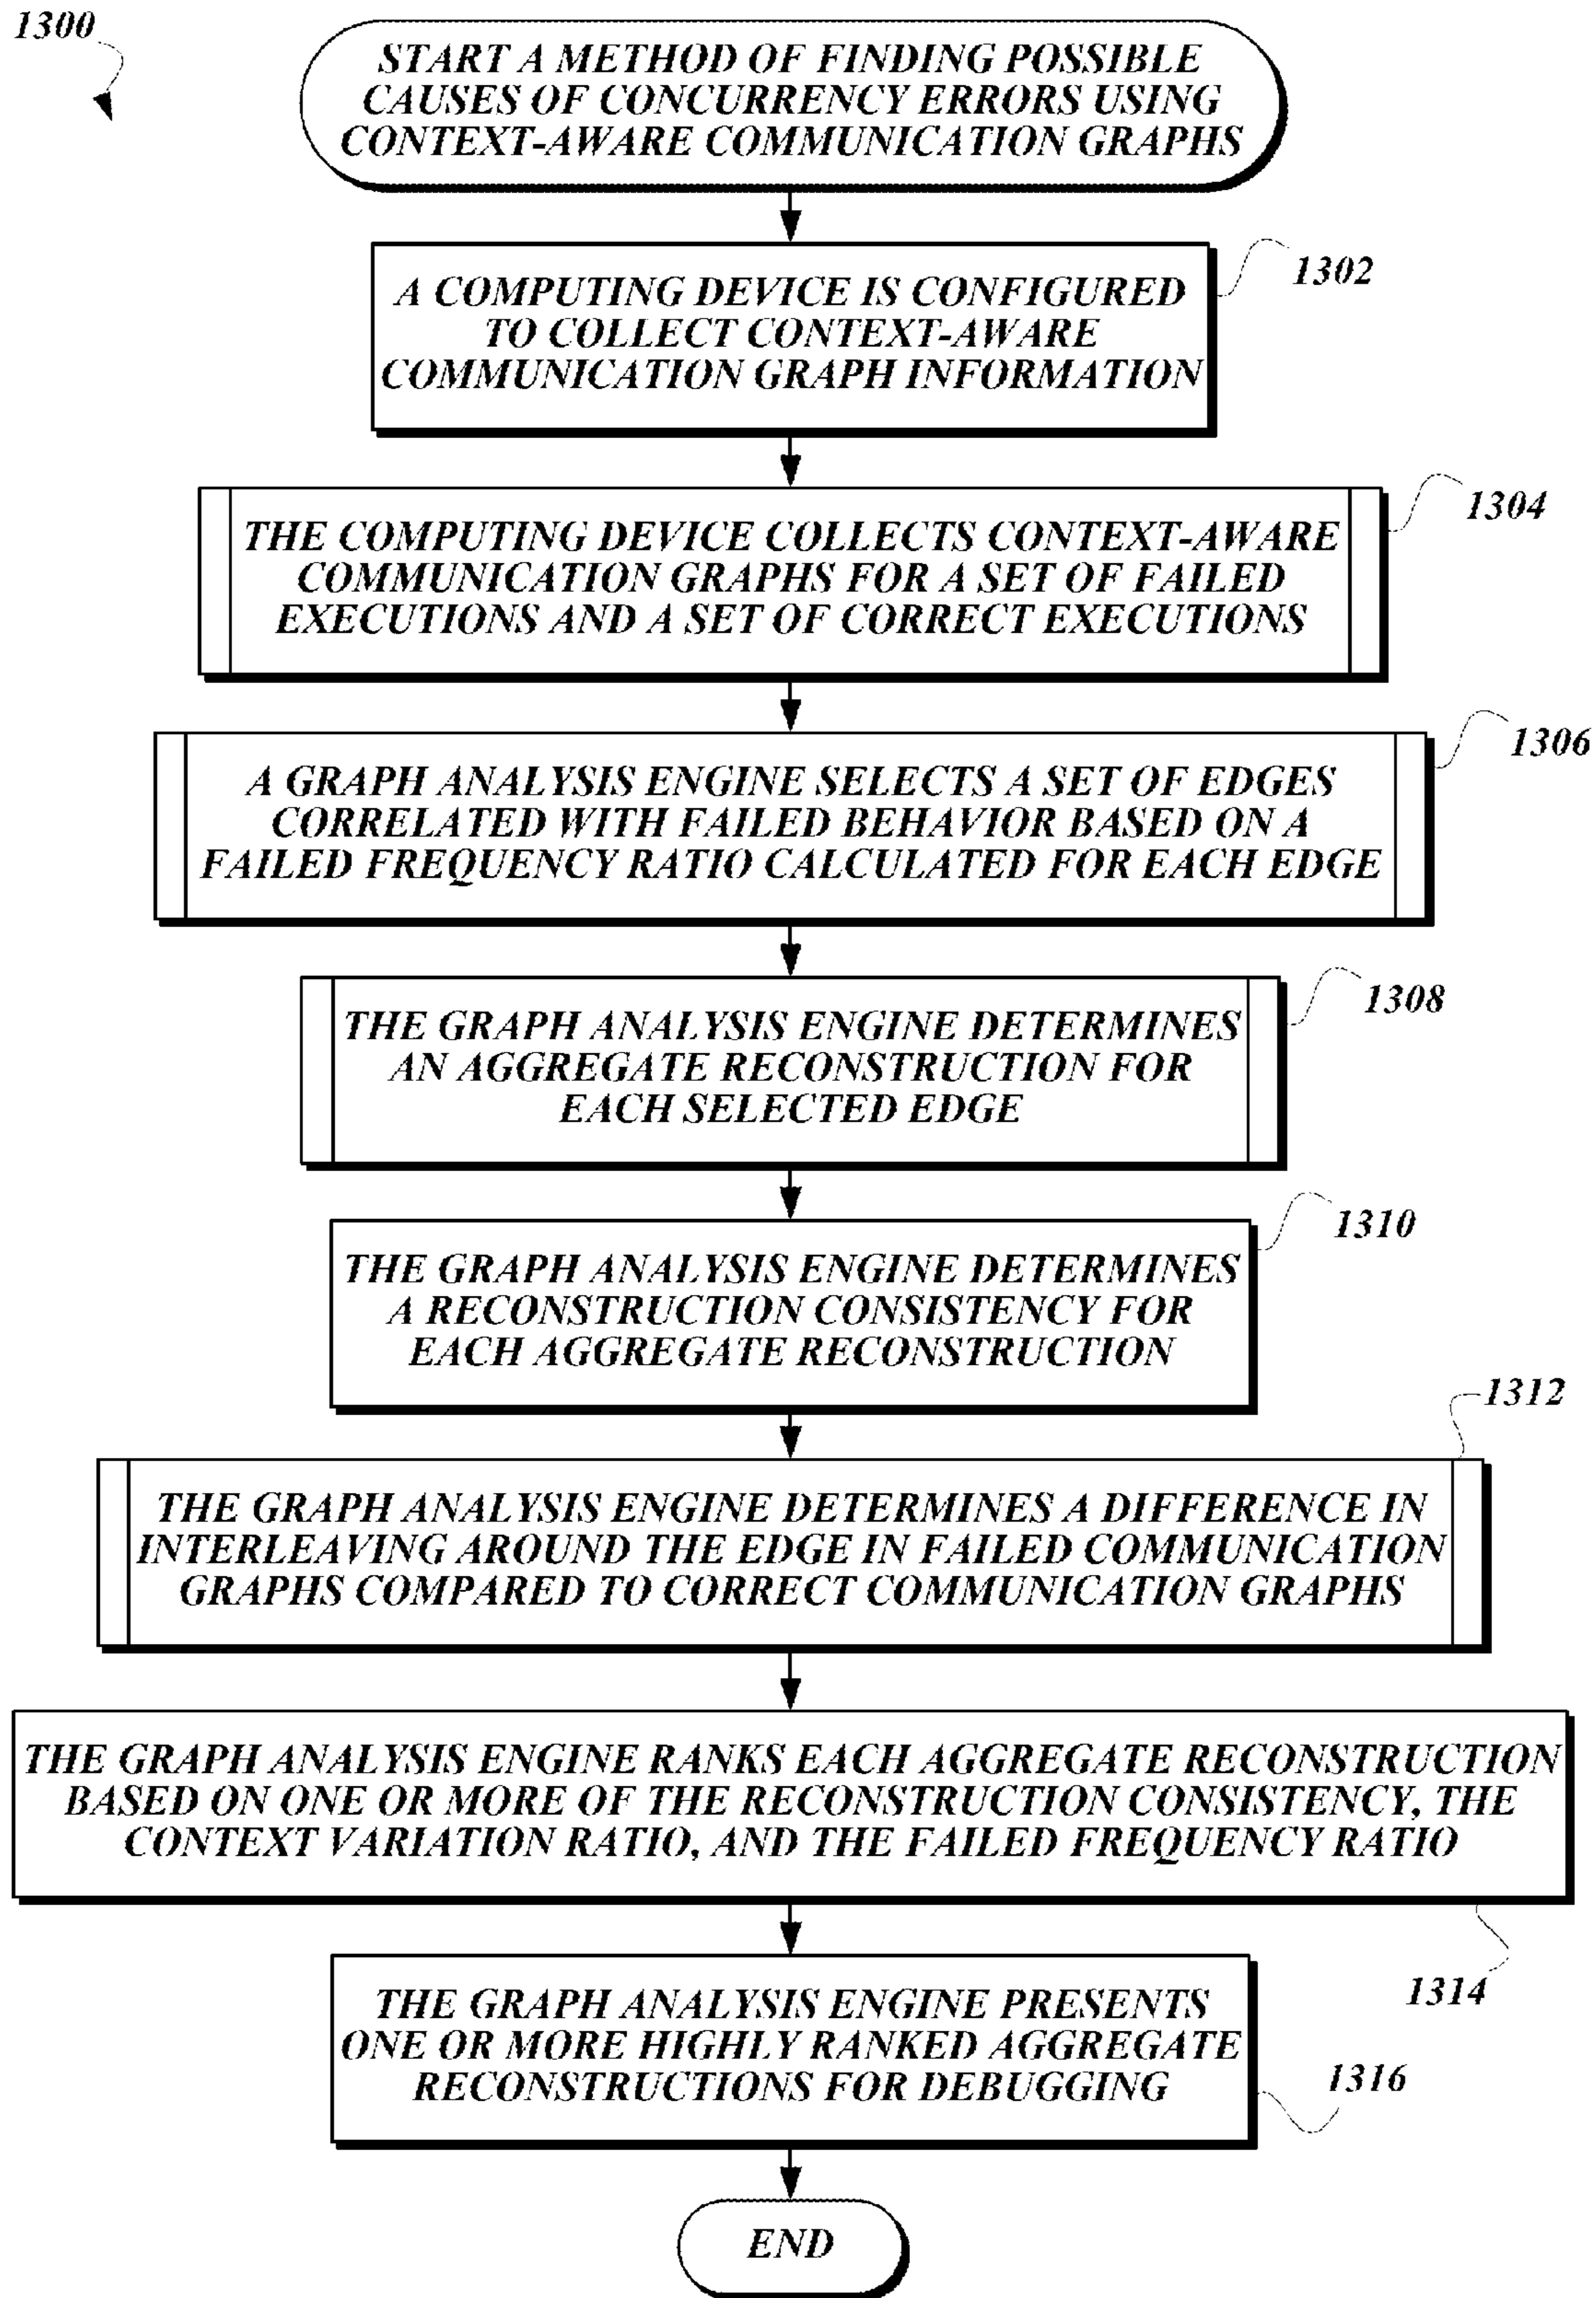 1300
START A METHOD OF FINDING POSSIBLE
CAUSES OF CONCURRENCY ERRORS USING
CONTEXT-AWARE COMMUNICATION GRAPHS
1302
A COMPUTING DEVICE IS CONFIGURED
TO COLLECT CONTEXT-AWARE
COMMUNICATION GRAPH INFORMATION
1304
THE COMPUTING DEVICE COLLECTS CONTEXT-AWARE
COMMUNICATION GRAPHS FOR A SET OF FAILED
EXECUTIONS AND A SET OF CORRECT EXECUTIONS
1306
A GRAPH ANALYSIS ENGINE SELECTS A SET OF EDGES
CORRELATED WITH FAILED BEHAVIOR BASED ON A
FAILED FREQUENCY RATIO CALCULATED FOR EACH EDGE
1308
THE GRAPH ANALYSIS ENGINE DETERMINES
AN AGGREGATE RECONSTRUCTION FOR
EACH SELECTED EDGE
1310
THE GRAPH ANALYSIS ENGINE DETERMINES
A RECONSTRUCTION CONSISTENCY FOR
EACH AGGREGATE RECONSTRUCTION
1312
THE GRAPH ANALYSIS ENGINE DETERMINES A DIFFERENCE IN
INTERLEAVING AROUND THE EDGE IN FAILED COMMUNICATION
GRAPHS COMPARED TO CORRECT COMMUNICATION GRAPHS
THE GRAPH ANALYSIS ENGINE RANKS EACH AGGREGATE RECONSTRUCTION
BASED ON ONE OR MORE OF THE RECONSTRUCTION CONSISTENCY, THE
CONTEXT VARIATION RATIO, AND THE FAILED FREQUENCY RATIO
1314
THE GRAPH ANALYSIS ENGINE PRESENTS
ONE OR MORE HIGHLY RANKED AGGREGATE
RECONSTRUCTIONS FOR DEBUGGING
1316
END